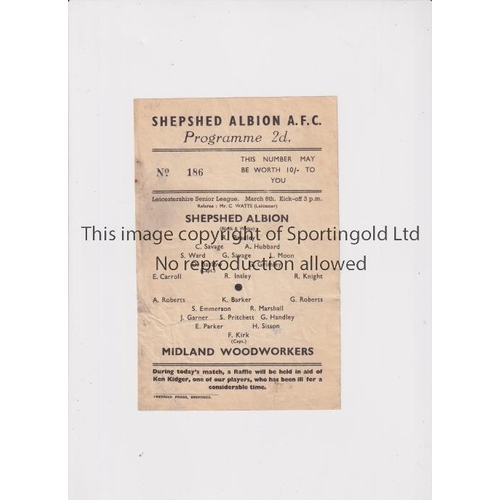 SHEPSHED ALBION A.F.C.
Programme 2d.
No 186
THIS NUMBER MAY
BE WORTH 10/- TO
YOU
Leicestershire Senior League. March 6th. Kick-off 3 p.m.
Referee : Mr. C WATTS (Leicester)
SHEPSHED ALBION
This image copyright of Sportingold Ltd
C. Savage A. Hubbard
S. Ward G. Savage L. Moon
No reproduction allowed
E. Carroll R. Insley R. Knight
A. Roberts K. Barker G. Roberts
S. Emmerson R. Marshall
J. Garner S. Pritchett G. Handley
E. Parker H. Sisson
F. Kirk
(Capt.)
MIDLAND WOODWORKERS
During today's match, a Raffle will be held in aid of
Ken Kidger, one of our players, who has been ill for a
considerable time.